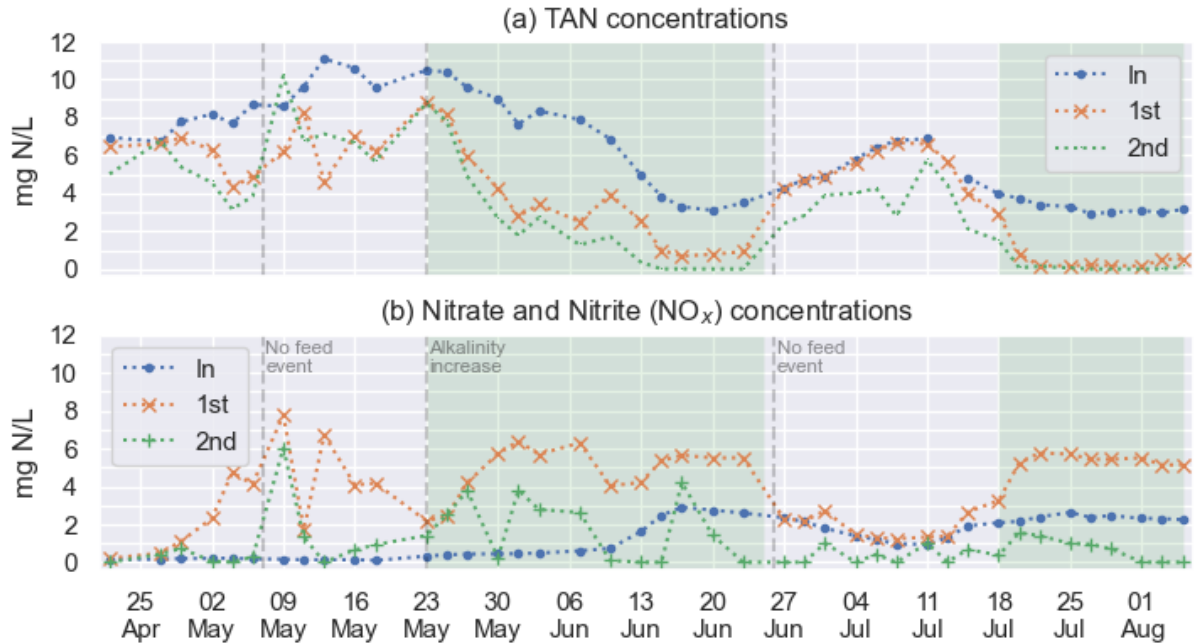 (a) TAN concentrations
12
10
8
6
4
2
0
mg N/L
In
1st
2nd
(b) Nitrate and Nitrite (NOₓ) concentrations
12
10
8
6
4
2
0
mg N/L
In
1st
2nd
No feed
event
Alkalinity
increase
No feed
event
25 02 09 16 23 30 06 13 20 27 04 11 18 25 01
Apr May May May May May Jun Jun Jun Jun Jul Jul Jul Jul Aug